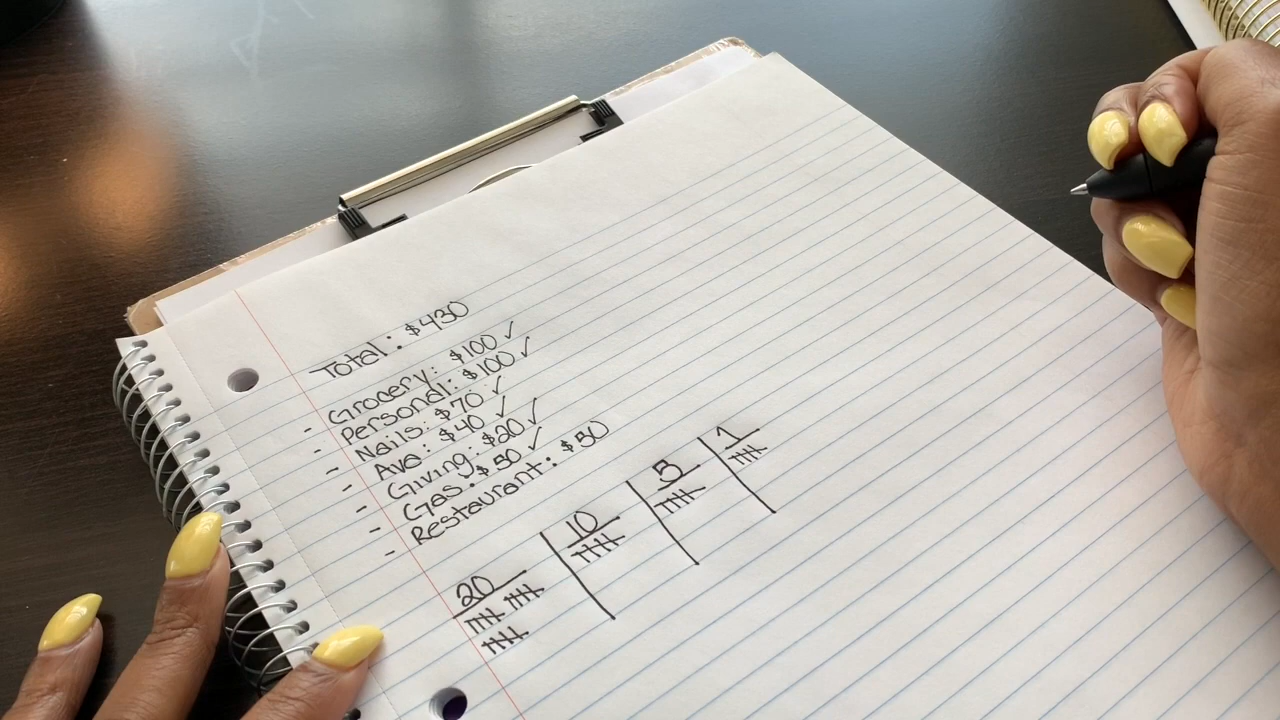 Total: $430
- Grocery: $100 ✓
- Personal: $100 ✓
- Nails: $70 ✓
- Ava: $40 ✓
- Giving: $20 ✓
- Gas: $50 ✓
- Restaurant: $50
20 10 5 1